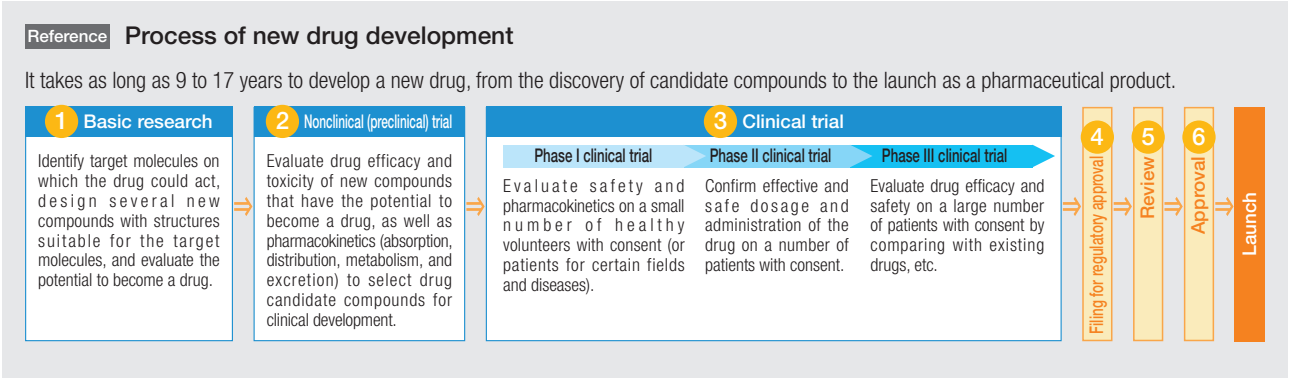 Reference Process of new drug development
It takes as long as 9 to 17 years to develop a new drug, from the discovery of candidate compounds to the launch as a pharmaceutical product.
1 Basic research
Identify target molecules on
which the drug could act,
design several new
compounds with structures
suitable for the target
molecules, and evaluate the
potential to become a drug.
2 Nonclinical (preclinical) trial
Evaluate drug efficacy and
toxicity of new compounds
that have the potential to
become a drug, as well as
pharmacokinetics (absorption,
distribution, metabolism, and
excretion) to select drug
candidate compounds for
clinical development.
3 Clinical trial
Phase I clinical trial
Evaluate safety and
pharmacokinetics on a small
number of healthy
volunteers with consent (or
patients for certain fields
and diseases).
Phase II clinical trial
Confirm effective and
safe dosage and
administration of the
drug on a number of
patients with consent.
Phase III clinical trial
Evaluate drug efficacy and
safety on a large number
of patients with consent by
comparing with existing
drugs, etc.
4 Filing for regulatory approval
5 Review
6 Approval
Launch